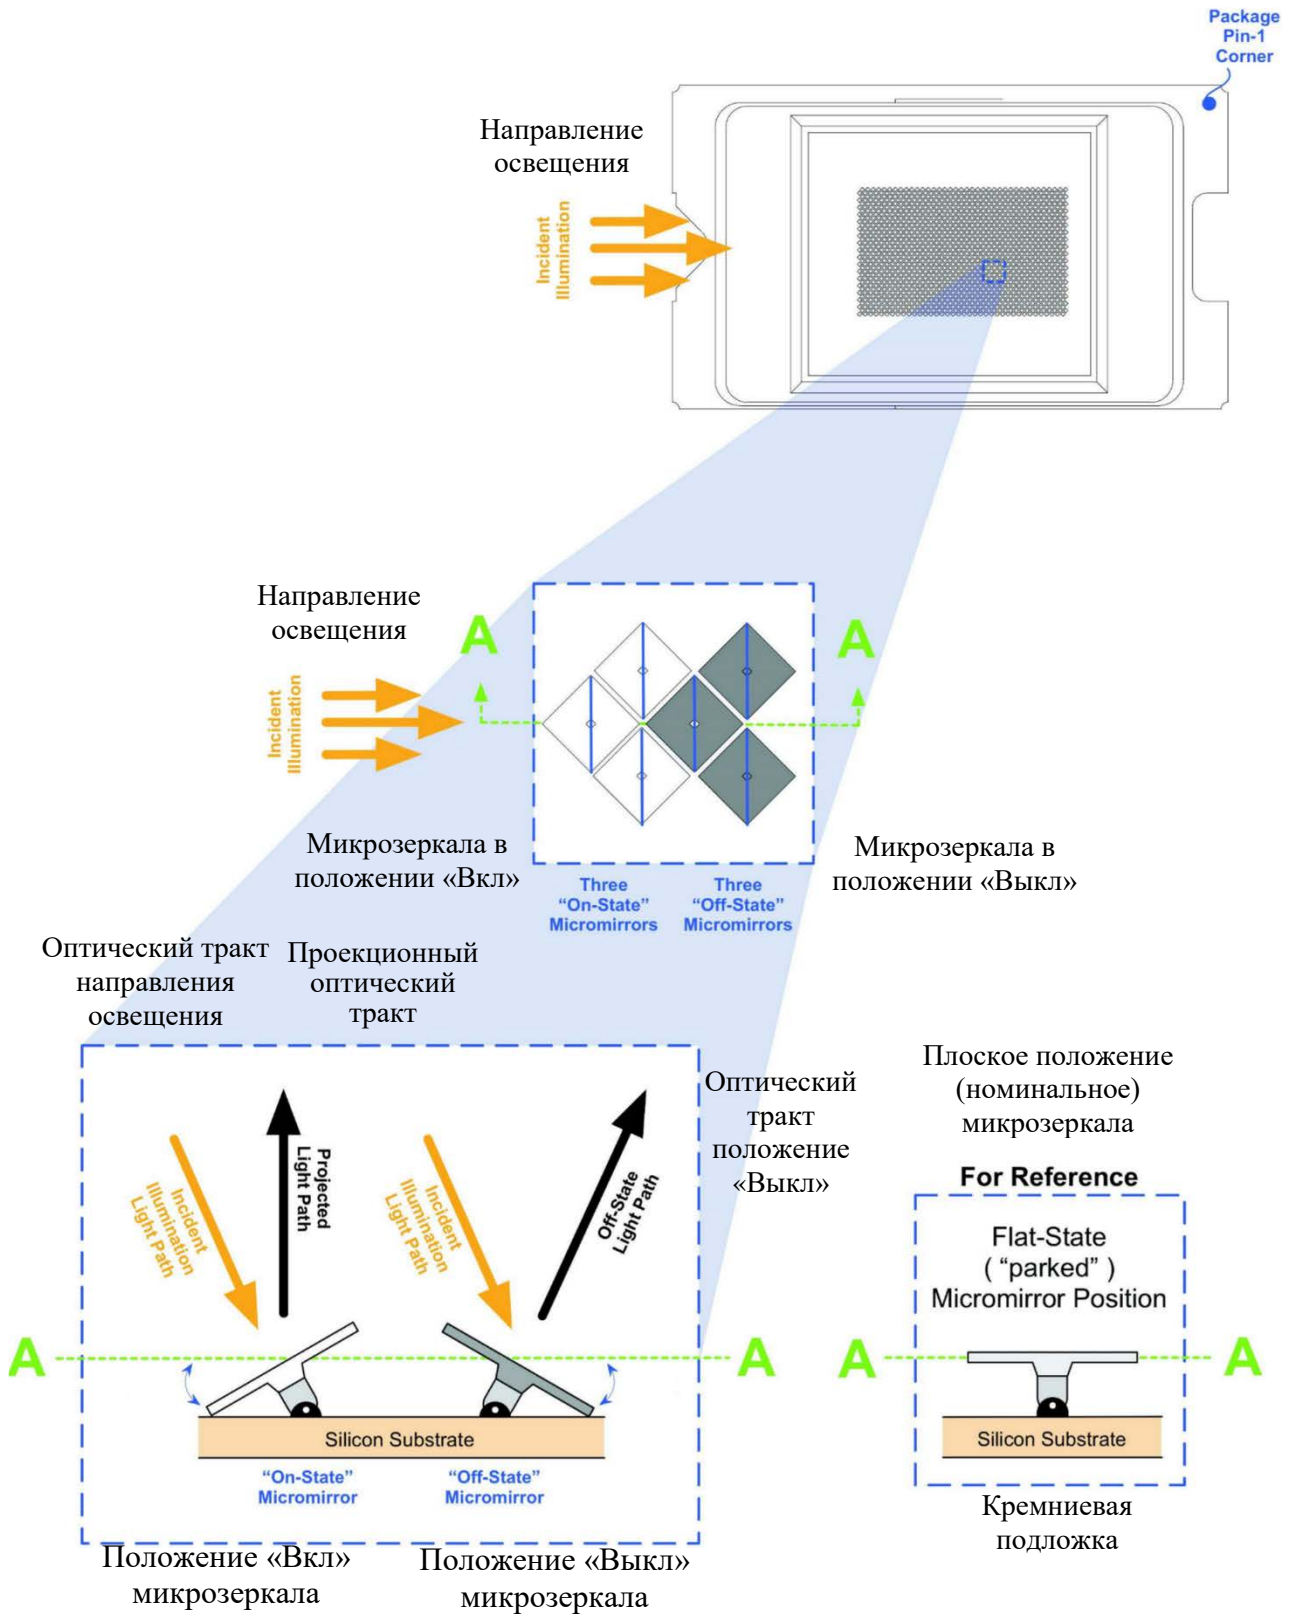 Package
Pin-1
Corner
Направление
освещения
Incident
Illumination
Направление
освещения
A
A
Incident
Illumination
Микрозеркала в
положении «Вкл»
Three
“On-State”
Micromirrors
Three
“Off-State”
Micromirrors
Микрозеркала в
положении «Выкл»
Оптический тракт
направления
освещения
Проекционный
оптический
тракт
Оптический
тракт
положение
«Выкл»
Плоское положение
(номинальное)
микрозеркала
Incident
Illumination
Light Path
Projected
Light Path
Incident
Illumination
Light Path
Off-State
Light Path
A
A
Silicon Substrate
“On-State”
Micromirror
“Off-State”
Micromirror
For Reference
Flat-State
( “parked” )
Micromirror Position
A
A
Silicon Substrate
Кремниевая
подложка
Положение «Вкл»
микрозеркала
Положение «Выкл»
микрозеркала